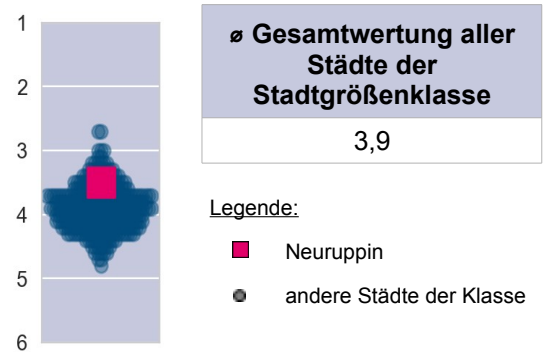 1
2
3
4
5
6
ø Gesamtwertung aller
Städte der
Stadtgrößenklasse
3,9
Legende:
Neuruppin
andere Städte der Klasse